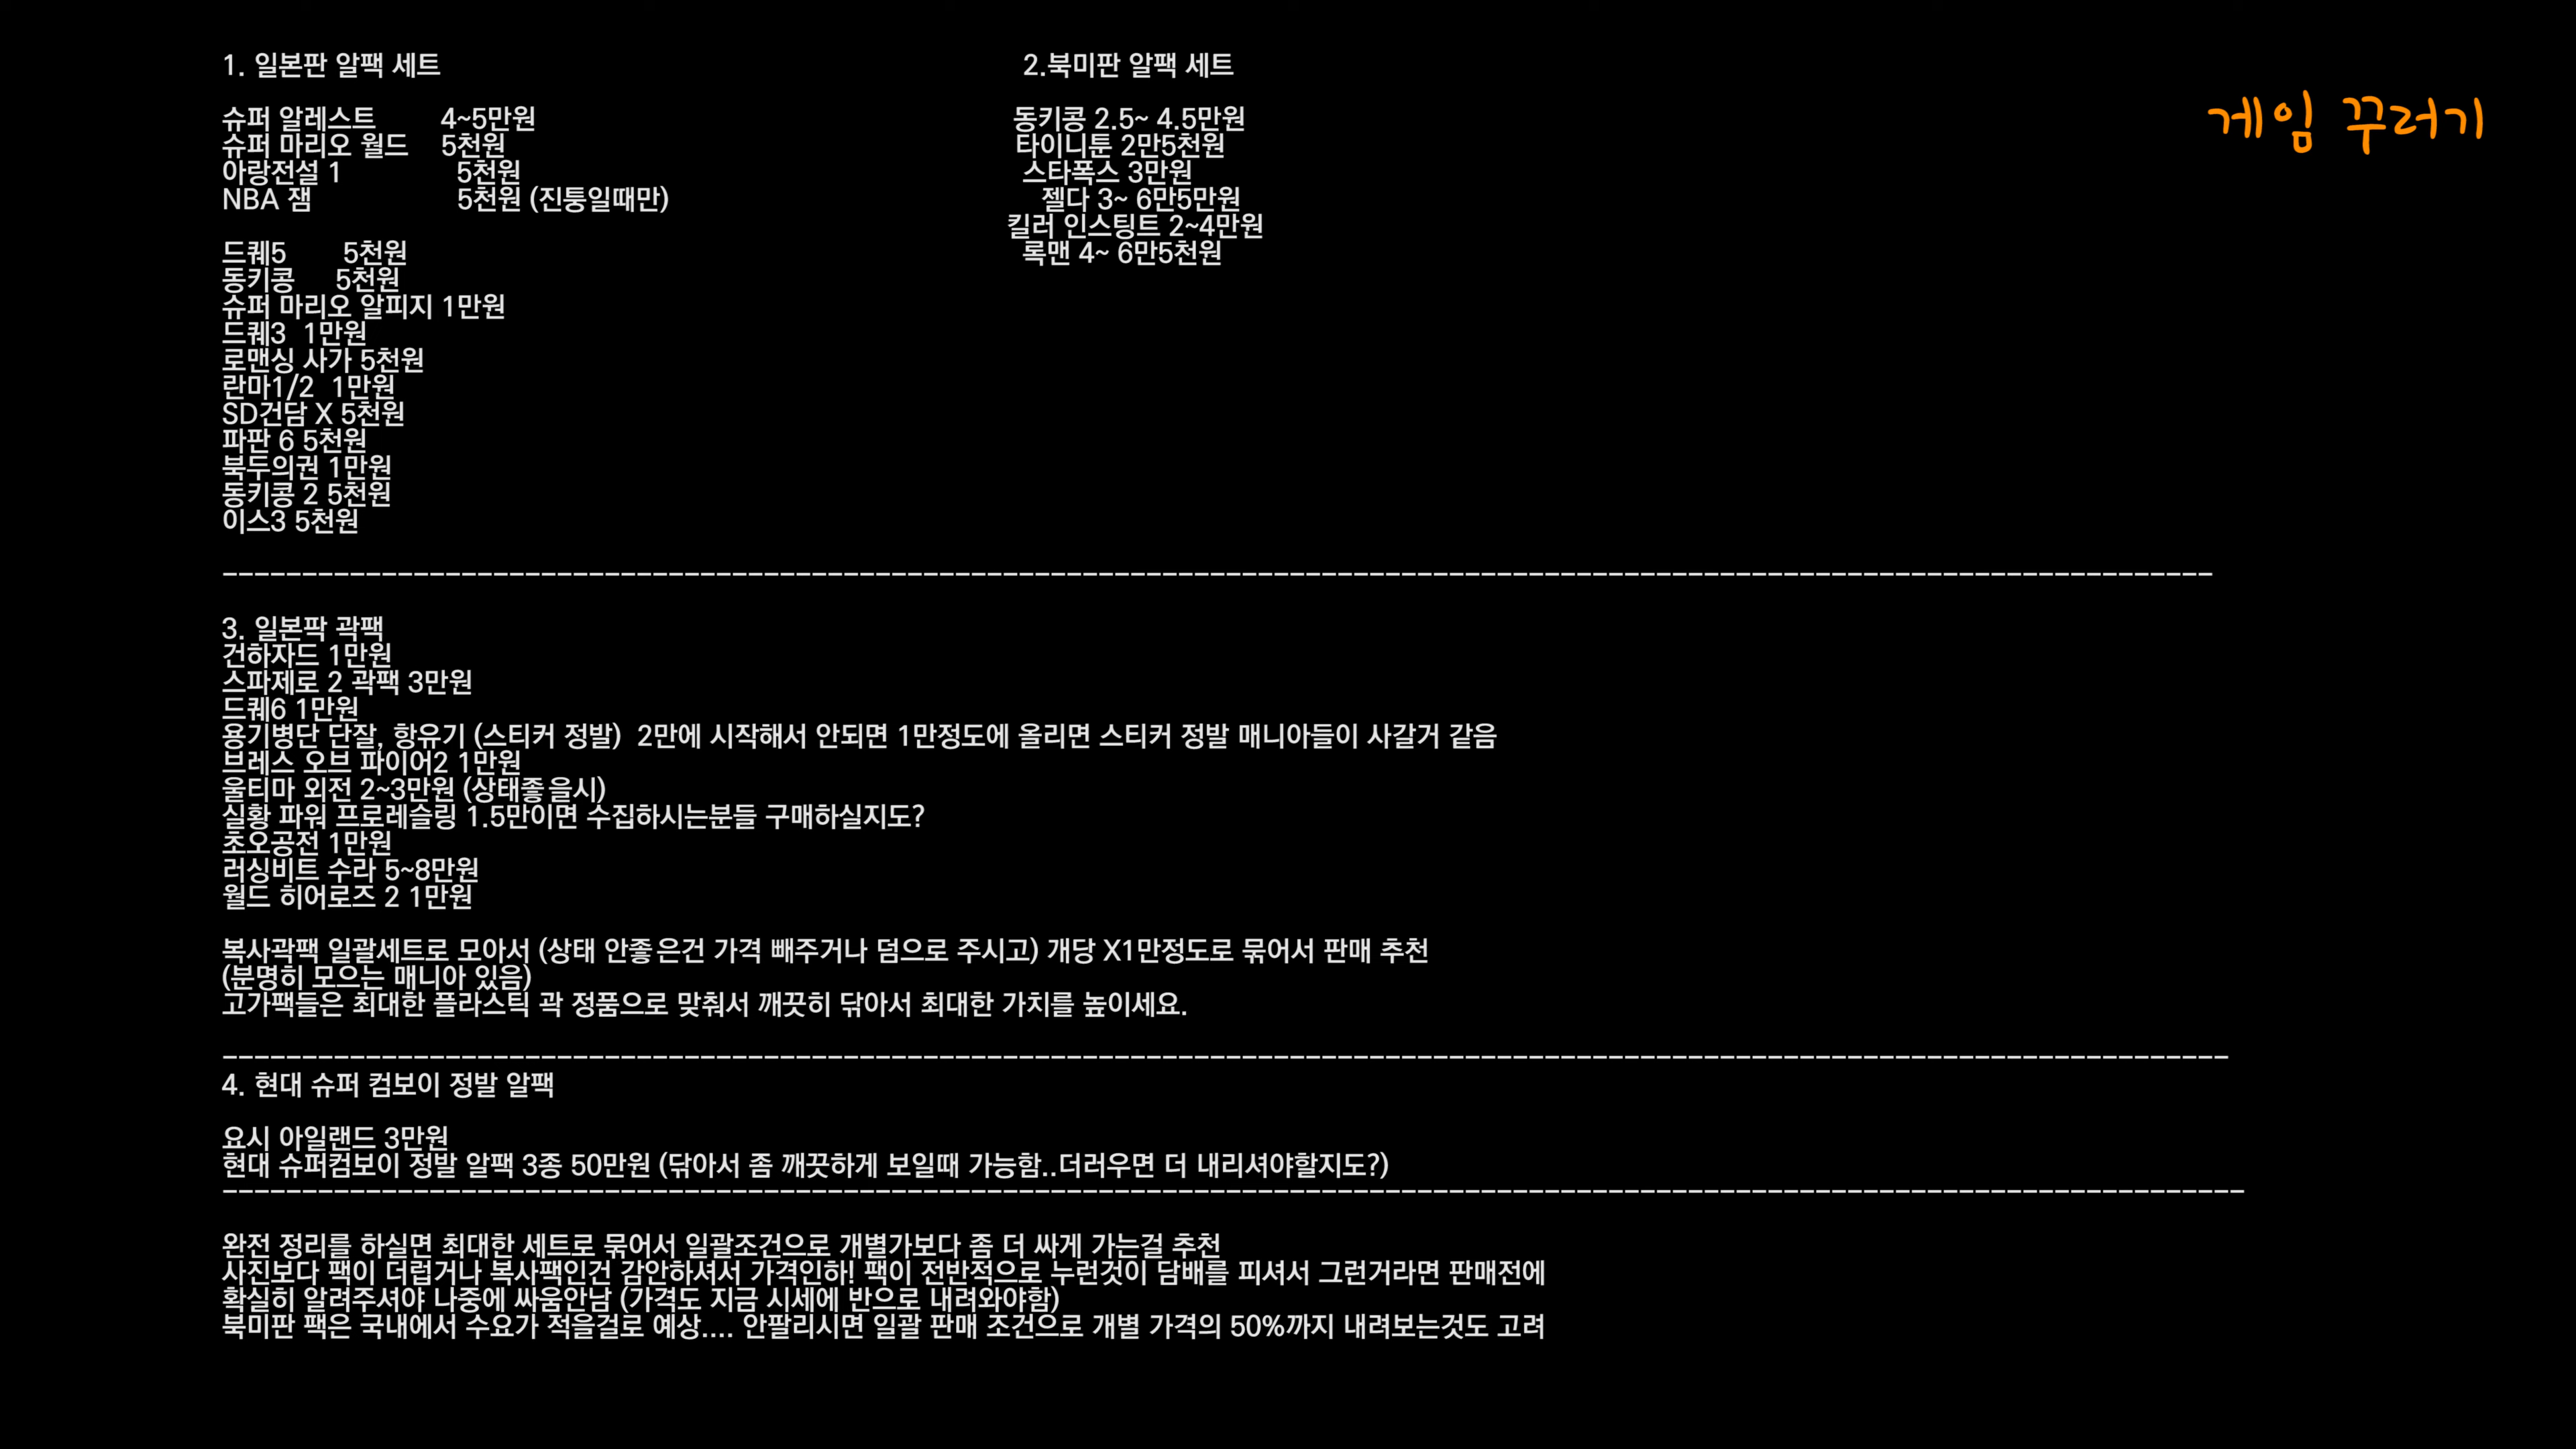 1. 일본판 알팩 세트
슈퍼 알레스트 4~5만원
슈퍼 마리오 월드 5천원
아랑전설 1 5천원
NBA 잼 5천원 (진퉁일때만)
드퀘5 5천원
동키콩 5천원
슈퍼 마리오 알피지 1만원
드퀘3 1만원
로맨싱 사가 5천원
란마1/2 1만원
SD건담 X 5천원
파판 6 5천원
북두의권 1만원
동키콩 2 5천원
이스3 5천원
2.북미판 알팩 세트
동키콩 2.5~ 4.5만원
타이니툰 2만5천원
스타폭스 3만원
젤다 3~ 6만5만원
킬러 인스팅트 2~4만원
록맨 4~ 6만5천원
게임 꾸러기
3. 일본팍 곽팩
건하자드 1만원
스파제로 2 곽팩 3만원
드퀘6 1만원
용기병단 단잘, 항유기 (스티커 정발) 2만에 시작해서 안되면 1만정도에 올리면 스티커 정발 매니아들이 사갈거 같음
브레스 오브 파이어2 1만원
울티마 외전 2~3만원 (상태좋을시)
실황 파워 프로레슬링 1.5만이면 수집하시는분들 구매하실지도?
초오공전 1만원
러싱비트 수라 5~8만원
월드 히어로즈 2 1만원
복사곽팩 일괄세트로 모아서 (상태 안좋은건 가격 빼주거나 덤으로 주시고) 개당 X1만정도로 묶어서 판매 추천
(분명히 모으는 매니아 있음)
고가팩들은 최대한 플라스틱 곽 정품으로 맞춰서 깨끗히 닦아서 최대한 가치를 높이세요.
4. 현대 슈퍼 컴보이 정발 알팩
요시 아일랜드 3만원
현대 슈퍼컴보이 정발 알팩 3종 50만원 (닦아서 좀 깨끗하게 보일때 가능함..더러우면 더 내리셔야할지도?)
완전 정리를 하실면 최대한 세트로 묶어서 일괄조건으로 개별가보다 좀 더 싸게 가는걸 추천
사진보다 팩이 더럽거나 복사팩인건 감안하셔서 가격인하! 팩이 전반적으로 누런것이 담배를 피셔서 그런거라면 판매전에
확실히 알려주셔야 나중에 싸움안남 (가격도 지금 시세에 반으로 내려와야함)
북미판 팩은 국내에서 수요가 적을걸로 예상.... 안팔리시면 일괄 판매 조건으로 개별 가격의 50%까지 내려보는것도 고려